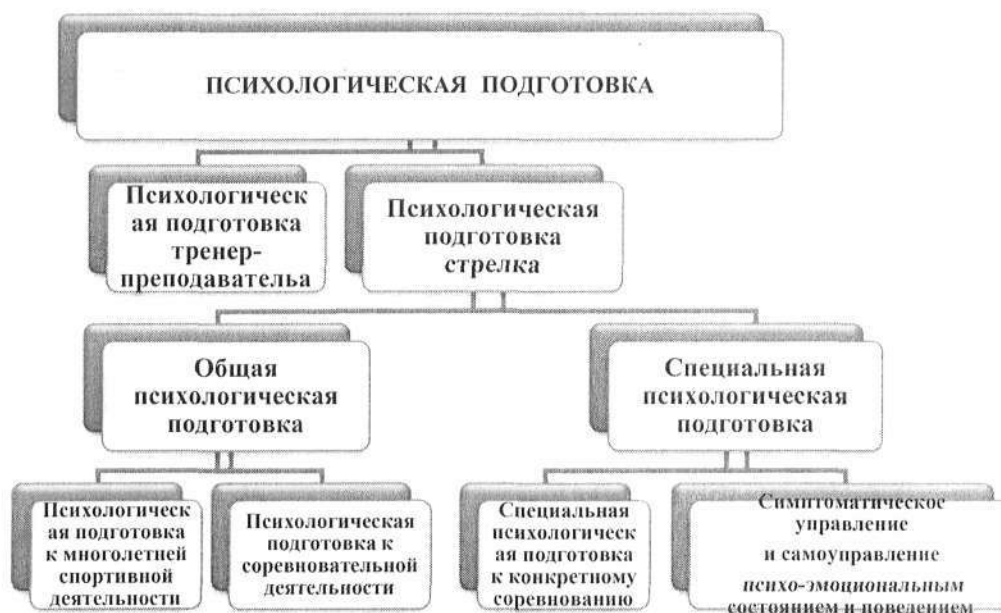 ПСИХОЛОГИЧЕСКАЯ ПОДГОТОВКА
Психологическ
ая подготовка
тренер-
преподавательа
Психологическая
подготовка
стрелка
Общая
психологическая
подготовка
Специальная
психологическая
подготовка
Психологическ
ая подготовка
к многолетней
спортивной
деятельности
Психологическая
подготовка к
соревновательной
деятельности
Специальная
психологическ
ая подготовка
к конкретному
соревнованию
Симптоматическое
управление
и самоуправление
психо-эмоциональным
состоянием и поведением